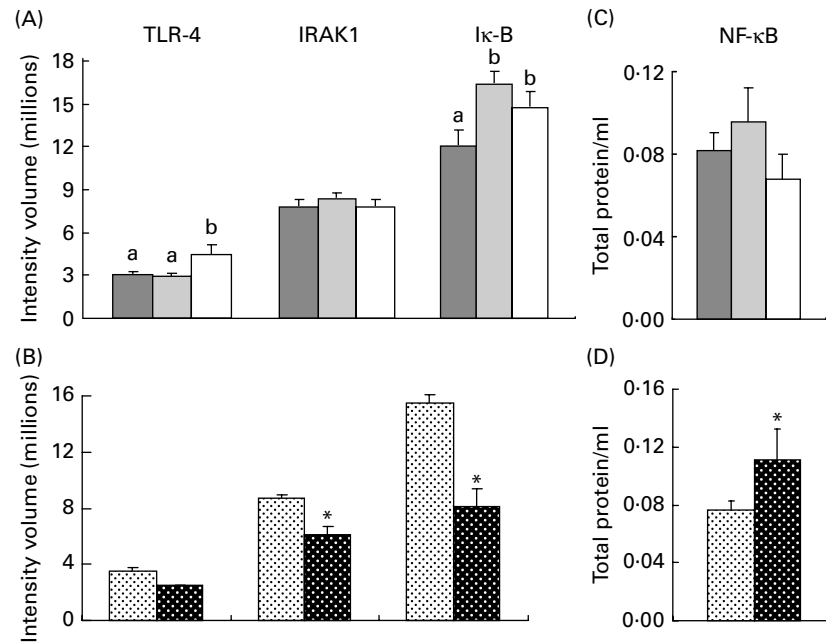 (A)
TLR-4 IRAK1 Iκ-B
Intensity volume (millions)
18
15
12
9
6
3
0
a a b
a b b
(C)
NF-κB
Total protein/ml
0·12
0·08
0·04
0·00
(B)
Intensity volume (millions)
16
12
8
4
0
*
*
(D)
Total protein/ml
0·16
0·12
0·08
0·04
0·00
*